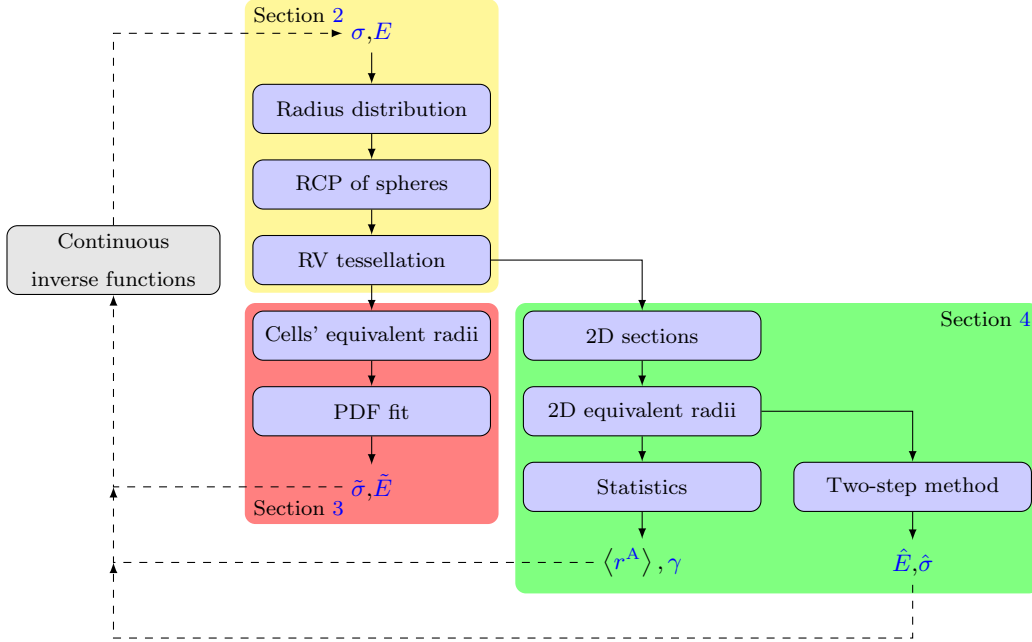 Section 2
σ,E
Radius distribution
RCP of spheres
Continuous
inverse functions
RV tessellation
Cells' equivalent radii
2D sections
Section 4
PDF fit
2D equivalent radii
σ̃,Ẽ
Section 3
Statistics
Two-step method
⟨r^A⟩, γ
Ê,σ̂